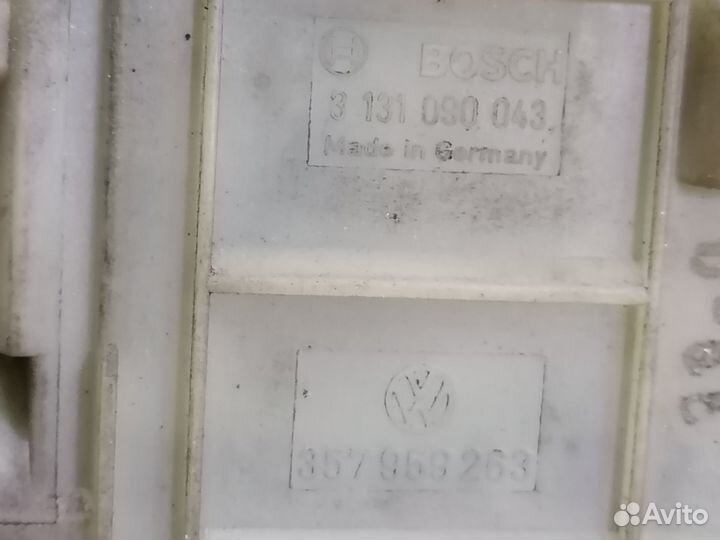 BOSCH
3 131 090 043
Made in Germany
357 959 263
Avito